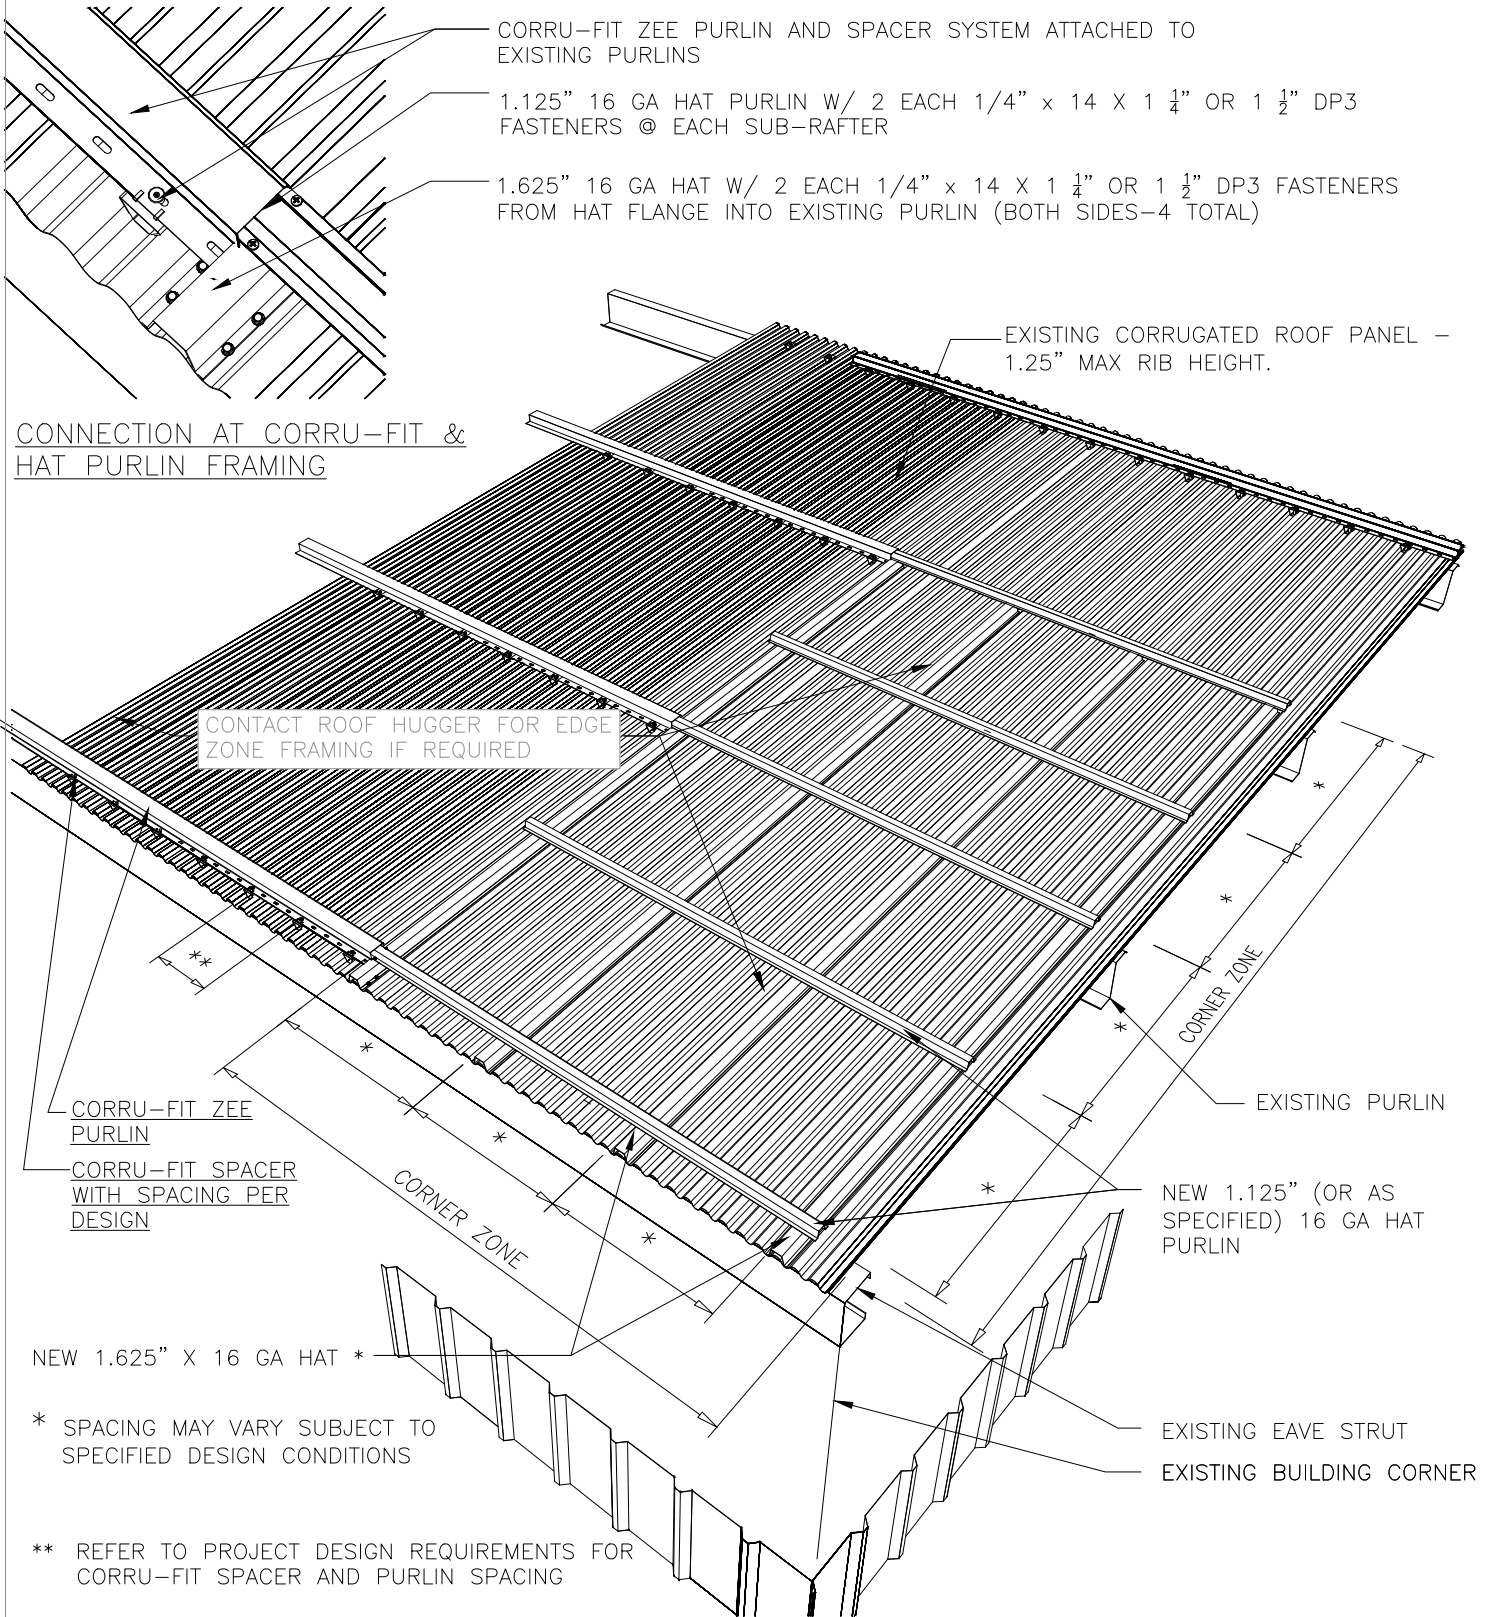 CORRU-FIT ZEE PURLIN AND SPACER SYSTEM ATTACHED TO
EXISTING PURLINS
1.125" 16 GA HAT PURLIN W/ 2 EACH 1/4" x 14 X 1 1/4" OR 1 1/2" DP3
FASTENERS @ EACH SUB-RAFTER
1.625" 16 GA HAT W/ 2 EACH 1/4" x 14 X 1 1/4" OR 1 1/2" DP3 FASTENERS
FROM HAT FLANGE INTO EXISTING PURLIN (BOTH SIDES-4 TOTAL)
EXISTING CORRUGATED ROOF PANEL -
1.25" MAX RIB HEIGHT.
CONNECTION AT CORRU-FIT &
HAT PURLIN FRAMING
CONTACT ROOF HUGGER FOR EDGE
ZONE FRAMING IF REQUIRED
*
*
**
CORNER ZONE
*
*
CORRU-FIT ZEE
PURLIN
EXISTING PURLIN
*
CORRU-FIT SPACER
WITH SPACING PER
DESIGN
CORNER ZONE
*
*
NEW 1.125" (OR AS
SPECIFIED) 16 GA HAT
PURLIN
NEW 1.625" X 16 GA HAT *
* SPACING MAY VARY SUBJECT TO
SPECIFIED DESIGN CONDITIONS
EXISTING EAVE STRUT
EXISTING BUILDING CORNER
** REFER TO PROJECT DESIGN REQUIREMENTS FOR
CORRU-FIT SPACER AND PURLIN SPACING